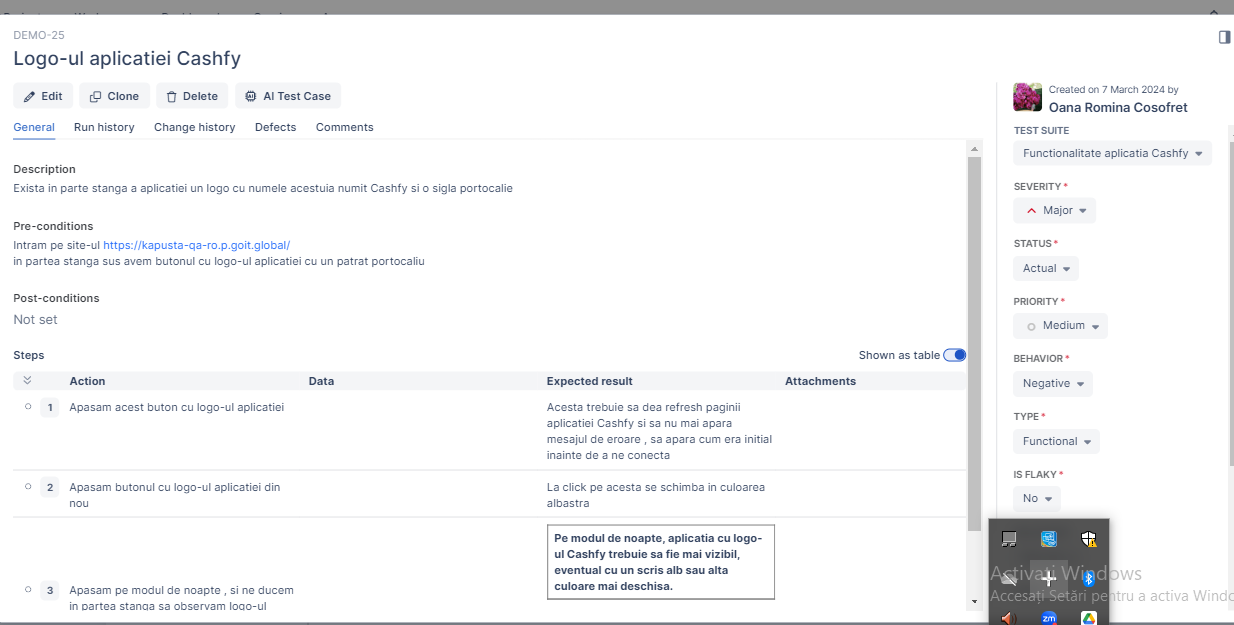 DEMO-25
Logo-ul aplicatiei Cashfy
Edit
Clone
Delete
AI Test Case
General
Run history
Change history
Defects
Comments
Description
Exista in parte stanga a aplicatiei un logo cu numele acestuia numit Cashfy si o sigla portocalie
Pre-conditions
Intram pe site-ul https://kapusta-qa-ro.p.goit.global/
in partea stanga sus avem butonul cu logo-ul aplicatiei cu un patrat portocaliu
Post-conditions
Not set
Steps
Shown as table
Action
Data
Expected result
Attachments
1
Apasam acest buton cu logo-ul aplicatiei
Acesta trebuie sa dea refresh paginii
aplicatiei Cashfy si sa nu mai apara
mesajul de eroare , sa apara cum era initial
inainte de a ne conecta
2
Apasam butonul cu logo-ul aplicatiei din
nou
La click pe acesta se schimba in culoarea
albastra
3
Apasam pe modul de noapte , si ne ducem
in partea stanga sa observam logo-ul
Pe modul de noapte, aplicatia cu logo-
ul Cashfy trebuie sa fie mai vizibil,
eventual cu un scris alb sau alta
culoare mai deschisa.
Created on 7 March 2024 by
Oana Romina Cosofret
TEST SUITE
Functionalitate aplicatia Cashfy
SEVERITY*
Major
STATUS*
Actual
PRIORITY*
Medium
BEHAVIOR*
Negative
TYPE*
Functional
IS FLAKY*
No
Activați Windows
Accesați Setări pentru a activa Windo
zm